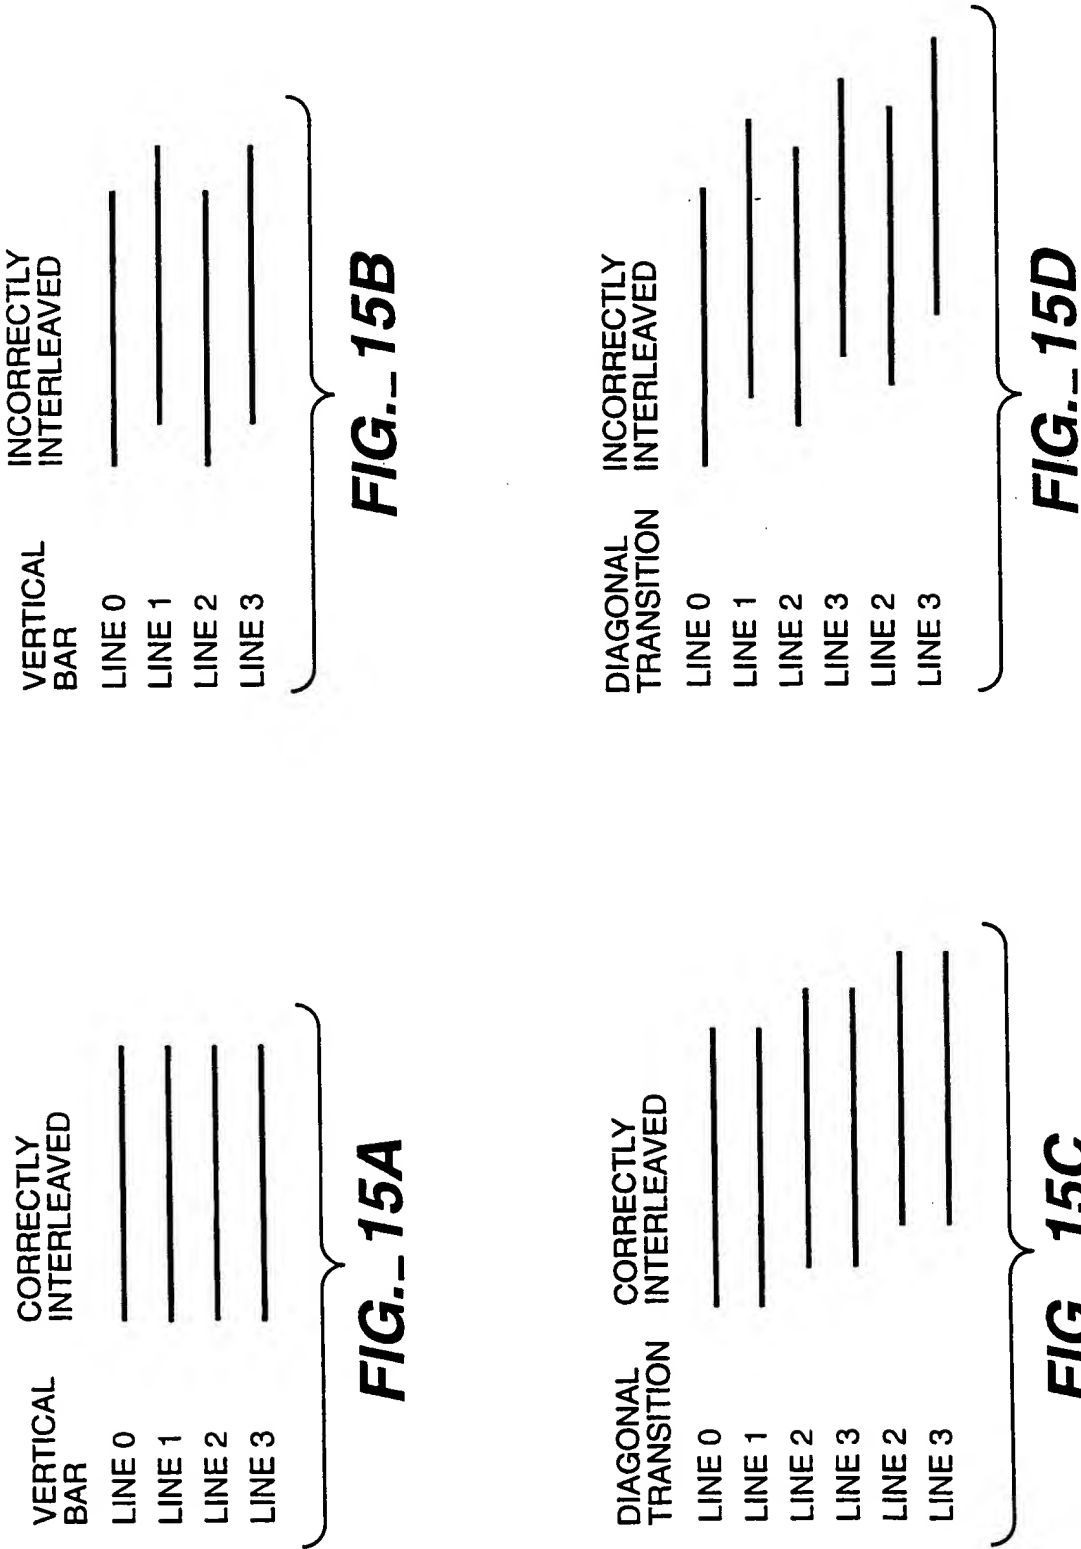 VERTICAL
BAR
CORRECTLY
INTERLEAVED
LINE 0
LINE 1
LINE 2
LINE 3
FIG._15A
VERTICAL
BAR
INCORRECTLY
INTERLEAVED
LINE 0
LINE 1
LINE 2
LINE 3
FIG._15B
DIAGONAL
TRANSITION
CORRECTLY
INTERLEAVED
LINE 0
LINE 1
LINE 2
LINE 3
LINE 2
LINE 3
FIG._15C
DIAGONAL
TRANSITION
INCORRECTLY
INTERLEAVED
LINE 0
LINE 1
LINE 2
LINE 3
LINE 2
LINE 3
FIG._15D